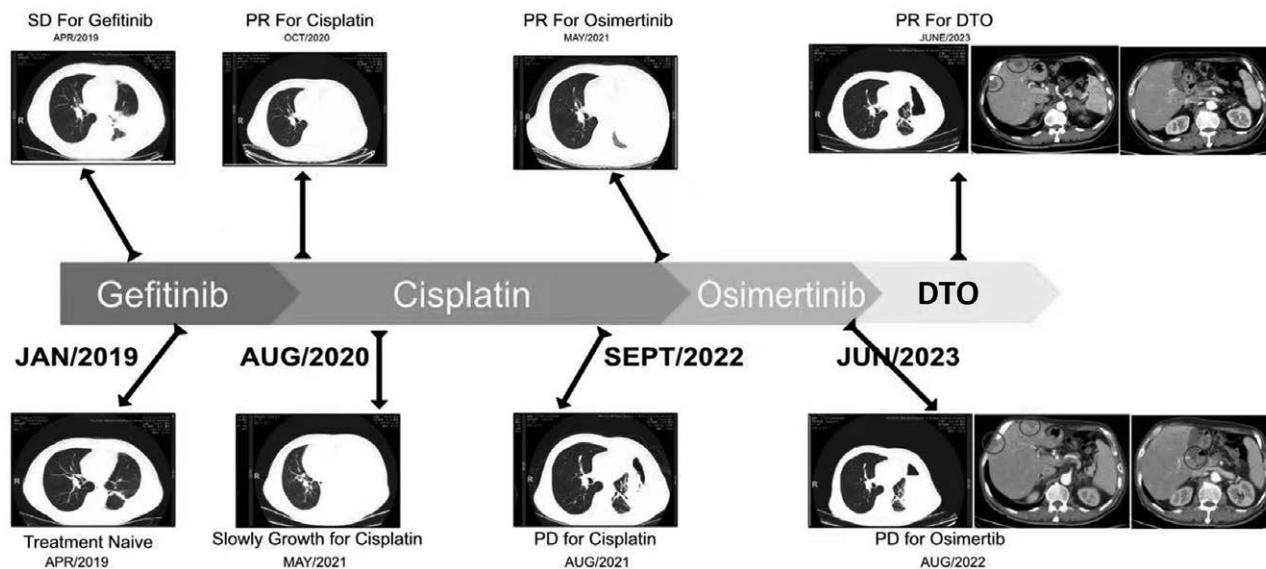 SD For Gefitinib
APR/2019
PR For Cisplatin
OCT/2020
PR For Osimertinib
MAY/2021
PR For DTO
JUNE/2023
R
R
R
R
Gefitinib
Cisplatin
Osimertinib
DTO
JAN/2019
AUG/2020
SEPT/2022
JUN/2023
R
R
R
R
Treatment Naive
APR/2019
Slowly Growth for Cisplatin
MAY/2021
PD for Cisplatin
AUG/2021
PD for Osimertib
AUG/2022